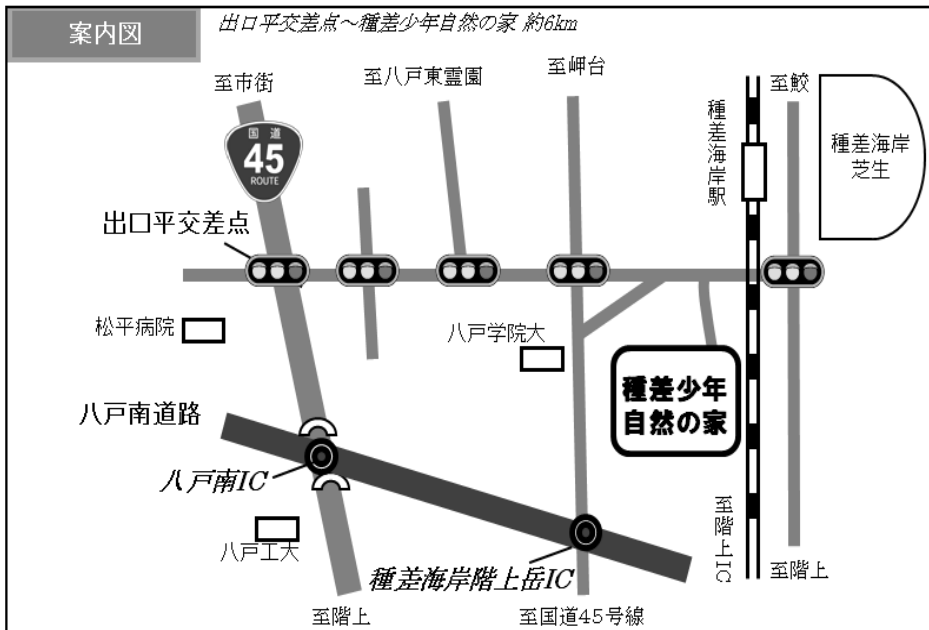 案内図
出口平交差点～種差少年自然の家 約6km
至市街
至八戸東霊園
至岬台
至鮫
国道
45
ROUTE
種差海岸駅
種差海岸
芝生
出口平交差点
松平病院
八戸学院大
種差少年
自然の家
八戸南道路
八戸南IC
八戸工大
種差海岸階上岳IC
至階上IC
至階上
至階上
至国道45号線